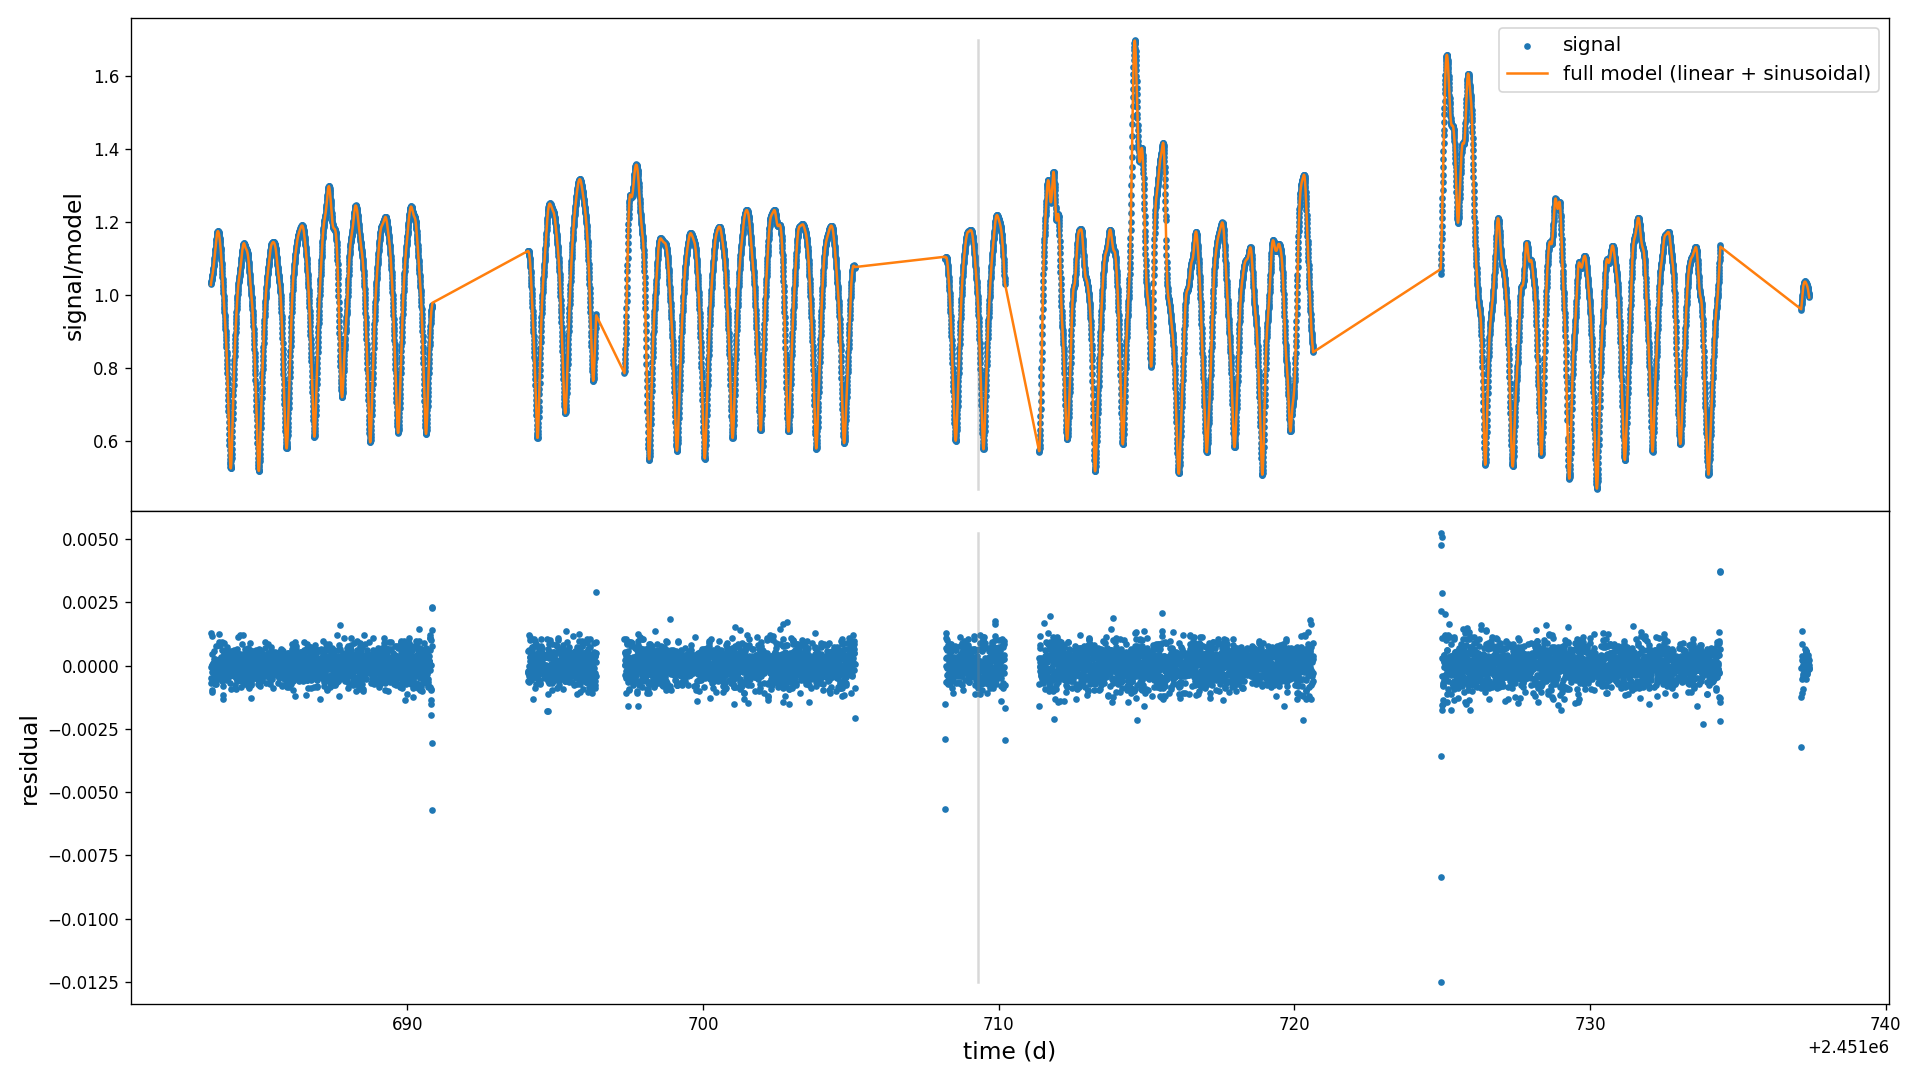 signal
full model (linear + sinusoidal)
signal/model
1.6
1.4
1.2
1.0
0.8
0.6
residual
0.0050
0.0025
0.0000
−0.0025
−0.0050
−0.0075
−0.0100
−0.0125
690 700 710 720 730 740
time (d)
+2.451e6